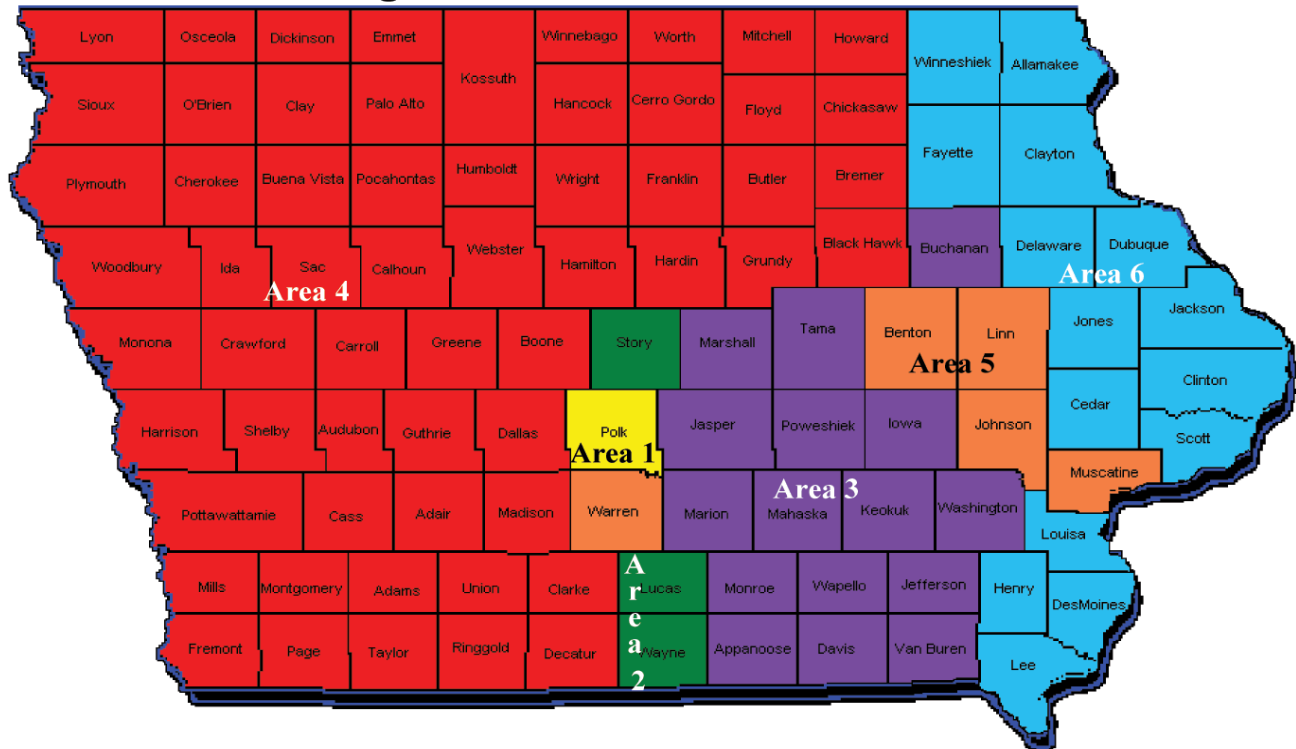 Lyon Osceola Dickinson Emmet Winnebago Worth Mitchell Howard
Kossuth Winneshiek Allamakee
Sioux O'Brien Clay Palo Alto Hancock Cerro Gordo Floyd Chickasaw
Fayette Clayton
Plymouth Cherokee Buena Vista Pocahontas Humboldt Wright Franklin Butler Bremer
Woodbury Ida Sac Calhoun Webster Hamilton Hardin Grundy Black Hawk Buchanan Delaware Dubuque
Area 4 Area 6
Monona Crawford Carroll Greene Boone Story Marshall Tama Benton Linn Jones Jackson
Area 5
Clinton
Harrison Shelby Audubon Guthrie Dallas Polk Jasper Poweshiek Iowa Johnson Cedar Scott
Area 1
Muscatine
Area 3
Pottawattamie Cass Adair Madison Warren Marion Mahaska Keokuk Washington
Louisa
Mills Montgomery Adams Union Clarke Lucas Monroe Wapello Jefferson Henry DesMoines
Area 2
Fremont Page Taylor Ringgold Decatur Wayne Appanoose Davis Van Buren Lee